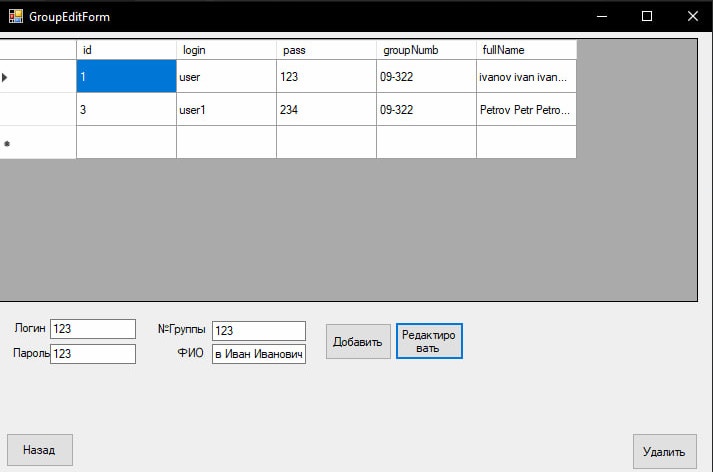 GroupEditForm
id login pass groupNumb fullName
1 user 123 09-322 ivanov ivan ivan...
3 user1 234 09-322 Petrov Petr Petro...
Логин 123 №Группы 123
Пароль 123 ФИО в Иван Иванович
Добавить
Редактиро
вать
Назад
Удалить